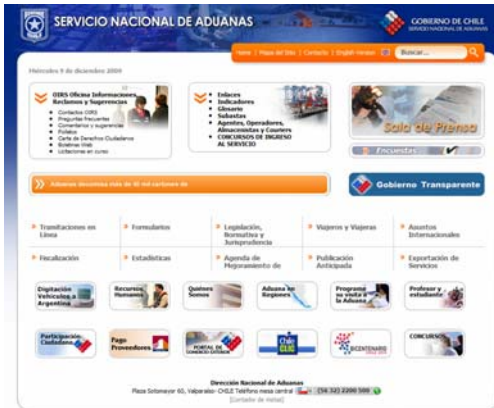 SERVICIO NACIONAL DE ADUANAS
GOBIERNO DE CHILE
SERVICIO NACIONAL DE ADUANAS
Home | Mapa del Sitio | Contacto | English Version
Buscar...
Miércoles 9 de diciembre 2009
OIRS Oficina Informaciones,
Reclamos y Sugerencias
Contactos OIRS
Preguntas frecuentes
Comentarios y sugerencias
Folletos
Carta de Derechos Ciudadanos
Boletines Web
Licitaciones en curso
Enlaces
Indicadores
Glosario
Subastas
Agentes, Operadores,
Almacenistas y Couriers
CONCURSOS DE INGRESO
AL SERVICIO
Sala de Prensa
Encuestas
Aduanas decomisa más de 40 mil cartones de
Gobierno Transparente
Tramitaciones en
Línea
Formularios
Legislación,
Normativa y
Jurisprudencia
Viajeros y Viajeras
Asuntos
Internacionales
Fiscalización
Estadísticas
Agenda de
Mejoramiento de
Publicación
Anticipada
Exportación de
Servicios
Digitación
Vehículos a
Argentina
Recursos
Humanos
Quiénes
Somos
Aduana en
Regiones
Programe
su visita a
la Aduana
Profesor y
estudiante
Participación
Ciudadana
Pago
Proveedores
PORTAL DE
COMERCIO EXTERIOR
Chile
CLIC
BICENTENARIO
CONCURSOS
Dirección Nacional de Aduanas
Plaza Sotomayor 60, Valparaíso- CHILE Teléfono mesa central (56 32) 2200 500
[Contador de visitas]